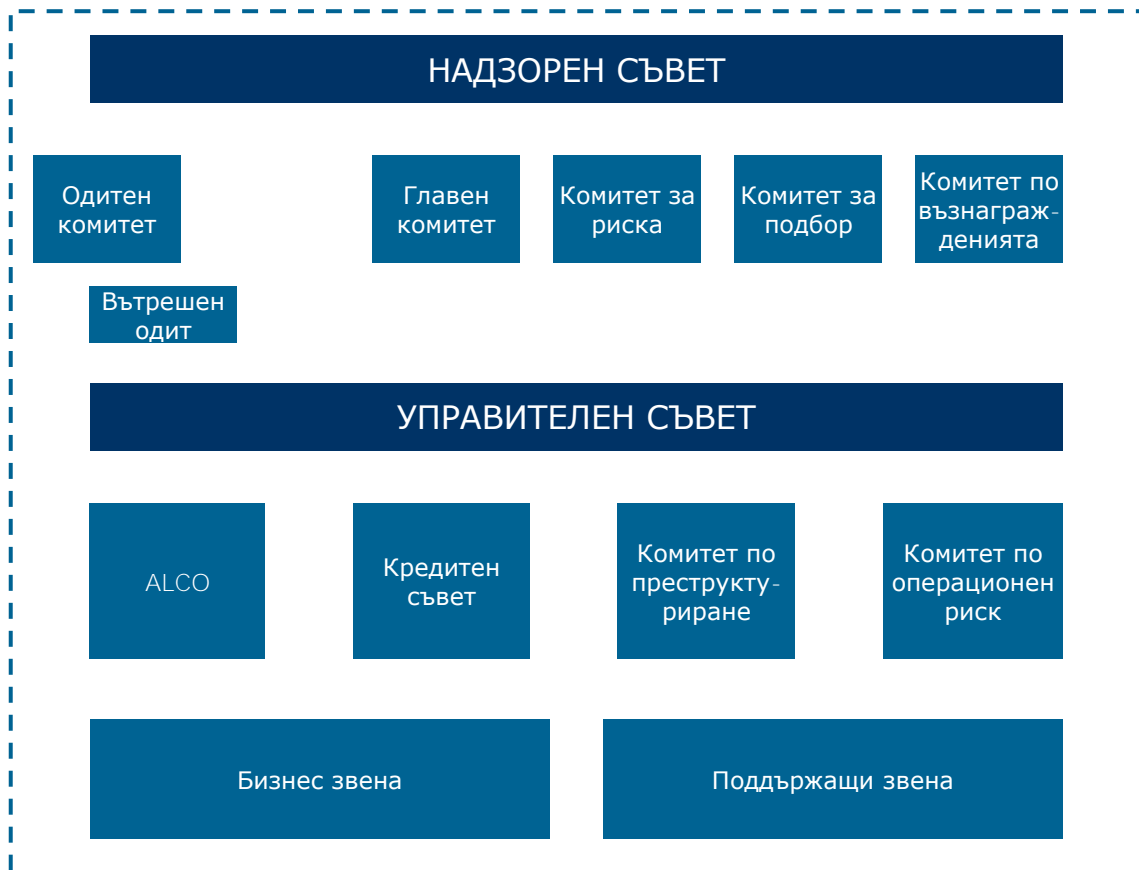 НАДЗОРЕН СЪВЕТ
Одитен
комитет
Главен
комитет
Комитет за
риска
Комитет за
подбор
Комитет по
възнаграж-
денията
Вътрешен
одит
УПРАВИТЕЛЕН СЪВЕТ
ALCO
Кредитен
съвет
Комитет по
преструкту-
риране
Комитет по
операционен
риск
Бизнес звена
Поддържащи звена